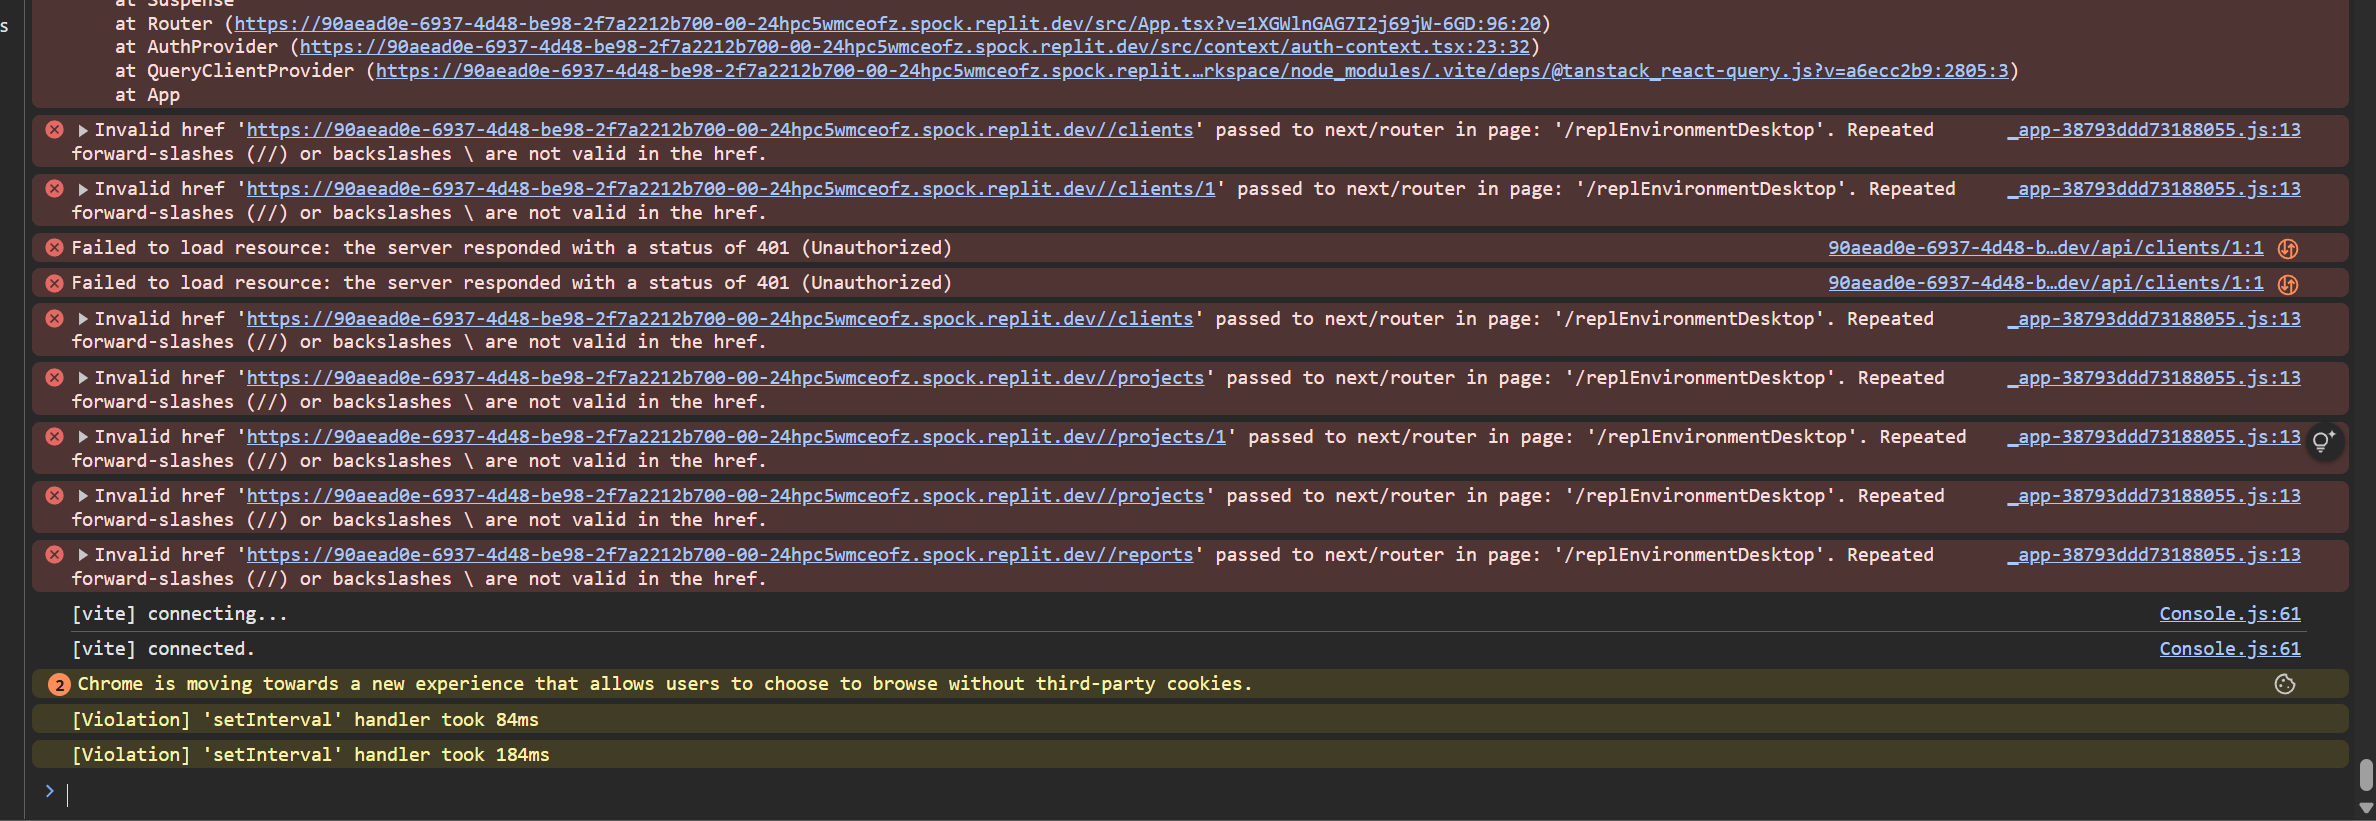 s
at Suspense
at Router (https://90aead0e-6937-4d48-be98-2f7a2212b700-00-24hpc5wmceofz.spock.replit.dev/src/App.tsx?v=1XGWlnGAG7I2j69jW-6GD:96:20)
at AuthProvider (https://90aead0e-6937-4d48-be98-2f7a2212b700-00-24hpc5wmceofz.spock.replit.dev/src/context/auth-context.tsx:23:32)
at QueryClientProvider (https://90aead0e-6937-4d48-be98-2f7a2212b700-00-24hpc5wmceofz.spock.replit.…rkspace/node_modules/.vite/deps/@tanstack_react-query.js?v=a6ecc2b9:2805:3)
at App
Invalid href 'https://90aead0e-6937-4d48-be98-2f7a2212b700-00-24hpc5wmceofz.spock.replit.dev//clients' passed to next/router in page: '/replEnvironmentDesktop'. Repeated _app-38793ddd73188055.js:13
forward-slashes (//) or backslashes \ are not valid in the href.
Invalid href 'https://90aead0e-6937-4d48-be98-2f7a2212b700-00-24hpc5wmceofz.spock.replit.dev//clients/1' passed to next/router in page: '/replEnvironmentDesktop'. Repeated _app-38793ddd73188055.js:13
forward-slashes (//) or backslashes \ are not valid in the href.
Failed to load resource: the server responded with a status of 401 (Unauthorized) 90aead0e-6937-4d48-b…dev/api/clients/1:1
Failed to load resource: the server responded with a status of 401 (Unauthorized) 90aead0e-6937-4d48-b…dev/api/clients/1:1
Invalid href 'https://90aead0e-6937-4d48-be98-2f7a2212b700-00-24hpc5wmceofz.spock.replit.dev//clients' passed to next/router in page: '/replEnvironmentDesktop'. Repeated _app-38793ddd73188055.js:13
forward-slashes (//) or backslashes \ are not valid in the href.
Invalid href 'https://90aead0e-6937-4d48-be98-2f7a2212b700-00-24hpc5wmceofz.spock.replit.dev//projects' passed to next/router in page: '/replEnvironmentDesktop'. Repeated _app-38793ddd73188055.js:13
forward-slashes (//) or backslashes \ are not valid in the href.
Invalid href 'https://90aead0e-6937-4d48-be98-2f7a2212b700-00-24hpc5wmceofz.spock.replit.dev//projects/1' passed to next/router in page: '/replEnvironmentDesktop'. Repeated _app-38793ddd73188055.js:13
forward-slashes (//) or backslashes \ are not valid in the href.
Invalid href 'https://90aead0e-6937-4d48-be98-2f7a2212b700-00-24hpc5wmceofz.spock.replit.dev//projects' passed to next/router in page: '/replEnvironmentDesktop'. Repeated _app-38793ddd73188055.js:13
forward-slashes (//) or backslashes \ are not valid in the href.
Invalid href 'https://90aead0e-6937-4d48-be98-2f7a2212b700-00-24hpc5wmceofz.spock.replit.dev//reports' passed to next/router in page: '/replEnvironmentDesktop'. Repeated _app-38793ddd73188055.js:13
forward-slashes (//) or backslashes \ are not valid in the href.
[vite] connecting... Console.js:61
[vite] connected. Console.js:61
2 Chrome is moving towards a new experience that allows users to choose to browse without third-party cookies.
[Violation] 'setInterval' handler took 84ms
[Violation] 'setInterval' handler took 184ms